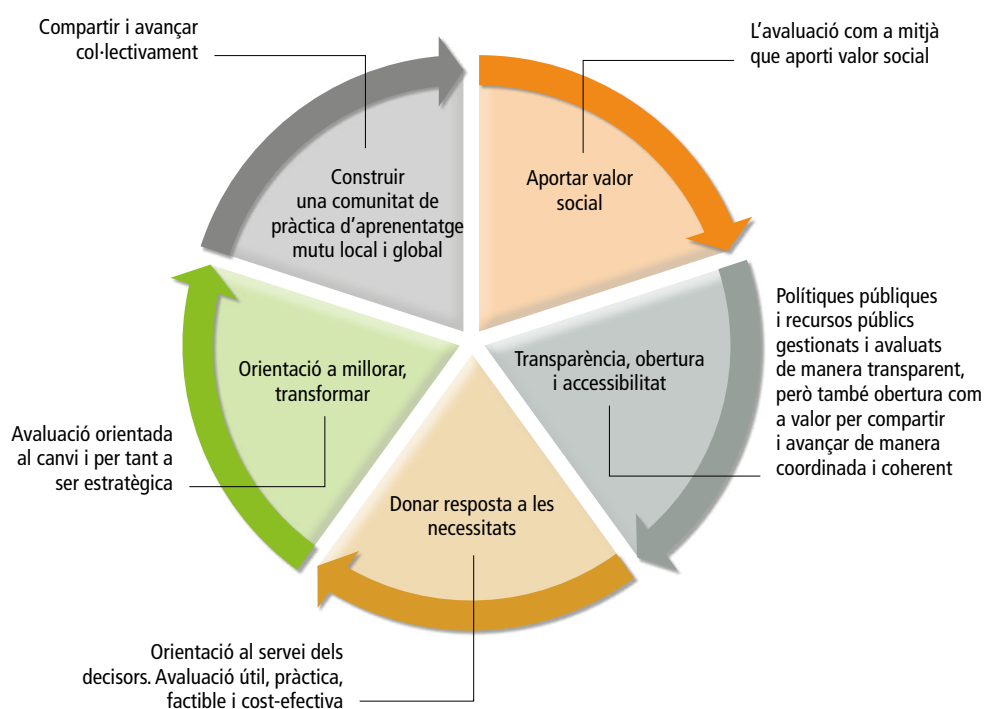 Compartir i avançar
col·lectivament
L'avaluació com a mitjà
que aporti valor social
Construir
una comunitat de
pràctica d'aprenentatge
mutu local i global
Aportar valor
social
Polítiques públiques
i recursos públics
gestionats i avaluats
de manera transparent,
però també obertura com
a valor per compartir
i avançar de manera
coordinada i coherent
Transparència, obertura
i accessibilitat
Orientació a millorar,
transformar
Avaluació orientada
al canvi i per tant a
ser estratègica
Donar resposta a les
necessitats
Orientació al servei dels
decisors. Avaluació útil, pràctica,
factible i cost-efectiva